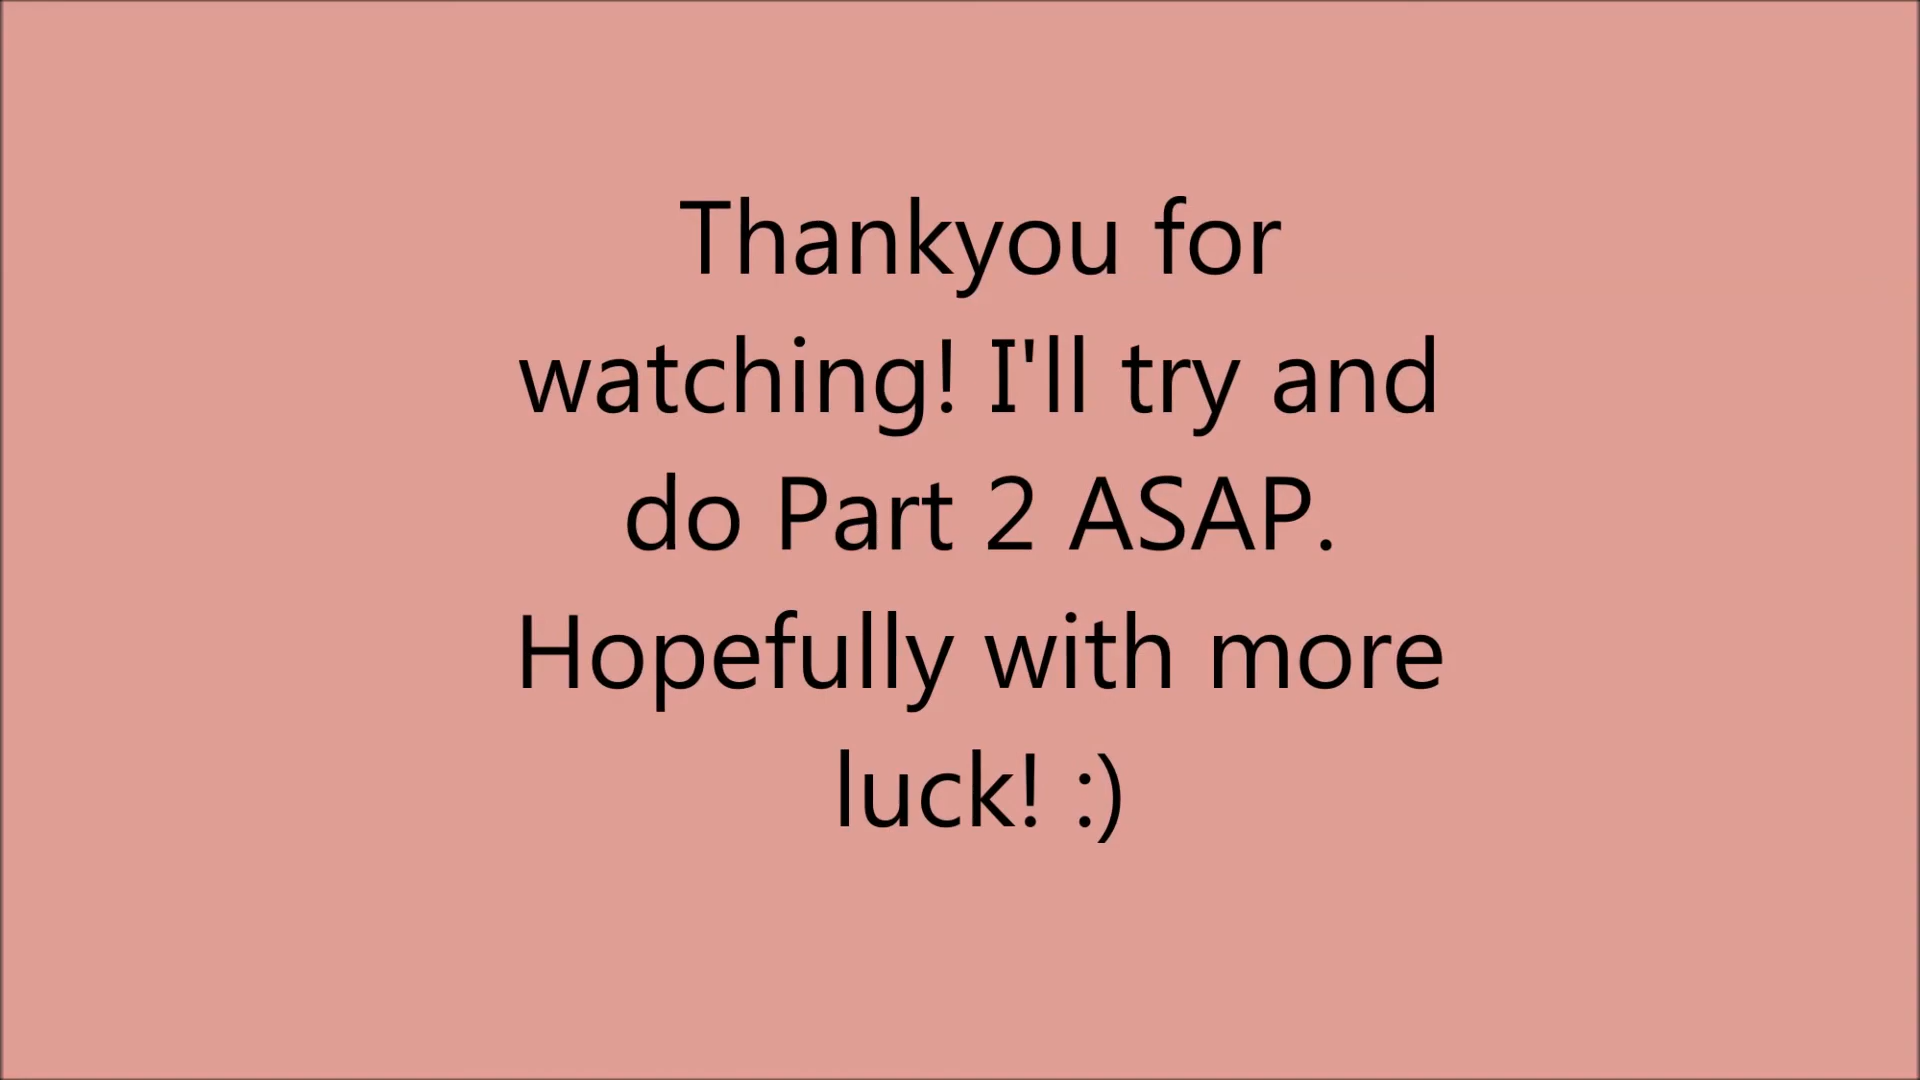 Thankyou for
watching! I'll try and
do Part 2 ASAP.
Hopefully with more
luck! :)